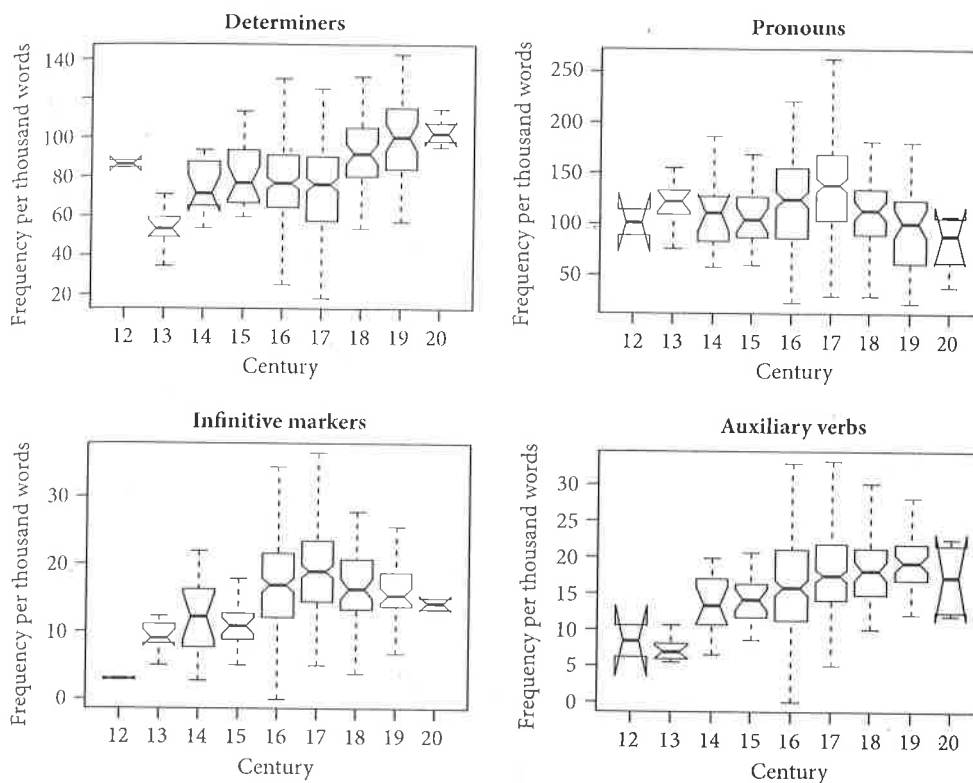 Determiners
Frequency per thousand words
140
100
80
60
40
20
12 13 14 15 16 17 18 19 20
Century
Pronouns
Frequency per thousand words
250
200
150
100
50
12 13 14 15 16 17 18 19 20
Century
Infinitive markers
Frequency per thousand words
30
20
10
0
12 13 14 15 16 17 18 19 20
Century
Auxiliary verbs
Frequency per thousand words
30
25
20
15
10
5
0
12 13 14 15 16 17 18 19 20
Century